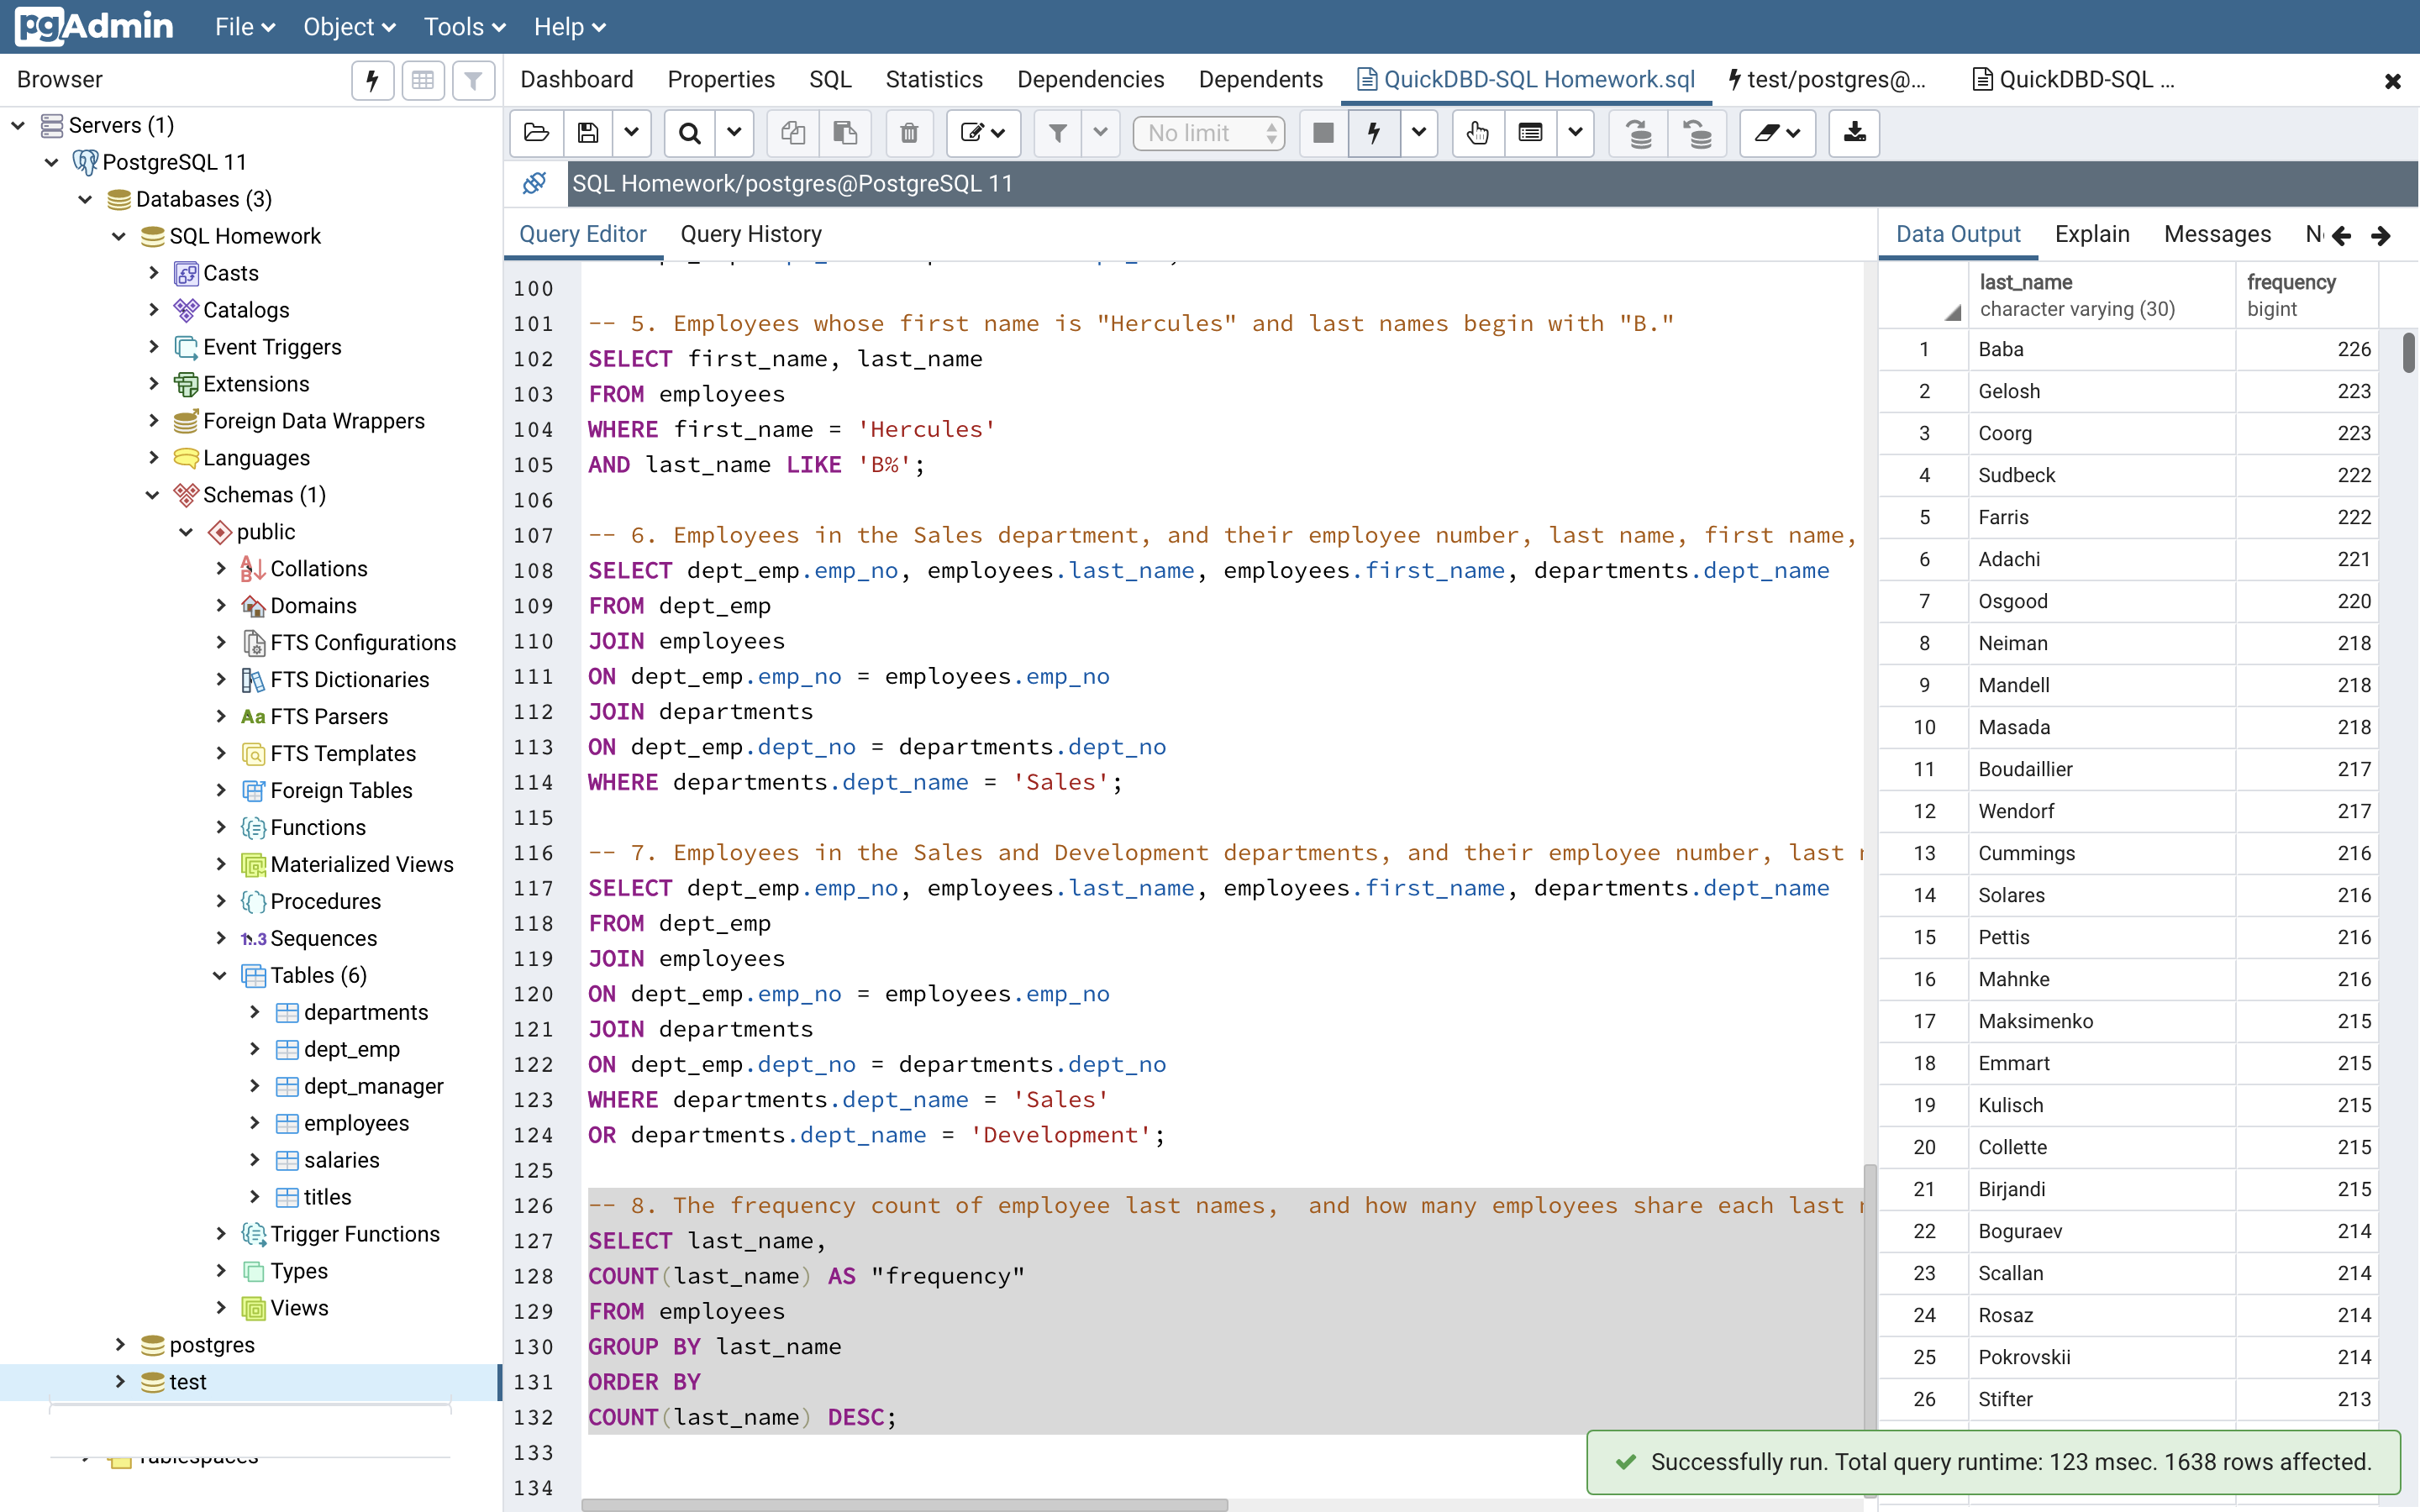 pgAdmin File Object Tools Help
Browser
Dashboard Properties SQL Statistics Dependencies Dependents QuickDBD-SQL Homework.sql test/postgres@... QuickDBD-SQL ...
No limit
SQL Homework/postgres@PostgreSQL 11
Servers (1)
PostgreSQL 11
Databases (3)
SQL Homework
Casts
Catalogs
Event Triggers
Extensions
Foreign Data Wrappers
Languages
Schemas (1)
public
Collations
Domains
FTS Configurations
FTS Dictionaries
Aa FTS Parsers
FTS Templates
Foreign Tables
Functions
Materialized Views
Procedures
1..3 Sequences
Tables (6)
departments
dept_emp
dept_manager
employees
salaries
titles
Trigger Functions
Types
Views
postgres
test
Tablespaces
Query Editor Query History
100
101 -- 5. Employees whose first name is "Hercules" and last names begin with "B."
102 SELECT first_name, last_name
103 FROM employees
104 WHERE first_name = 'Hercules'
105 AND last_name LIKE 'B%';
106
107 -- 6. Employees in the Sales department, and their employee number, last name, first name,
108 SELECT dept_emp.emp_no, employees.last_name, employees.first_name, departments.dept_name
109 FROM dept_emp
110 JOIN employees
111 ON dept_emp.emp_no = employees.emp_no
112 JOIN departments
113 ON dept_emp.dept_no = departments.dept_no
114 WHERE departments.dept_name = 'Sales';
115
116 -- 7. Employees in the Sales and Development departments, and their employee number, last
117 SELECT dept_emp.emp_no, employees.last_name, employees.first_name, departments.dept_name
118 FROM dept_emp
119 JOIN employees
120 ON dept_emp.emp_no = employees.emp_no
121 JOIN departments
122 ON dept_emp.dept_no = departments.dept_no
123 WHERE departments.dept_name = 'Sales'
124 OR departments.dept_name = 'Development';
125
126 -- 8. The frequency count of employee last names,  and how many employees share each last
127 SELECT last_name,
128 COUNT(last_name) AS "frequency"
129 FROM employees
130 GROUP BY last_name
131 ORDER BY
132 COUNT(last_name) DESC;
133
134
Data Output Explain Messages N
last_name frequency
character varying (30) bigint
1 Baba 226
2 Gelosh 223
3 Coorg 223
4 Sudbeck 222
5 Farris 222
6 Adachi 221
7 Osgood 220
8 Neiman 218
9 Mandell 218
10 Masada 218
11 Boudaillier 217
12 Wendorf 217
13 Cummings 216
14 Solares 216
15 Pettis 216
16 Mahnke 216
17 Maksimenko 215
18 Emmart 215
19 Kulisch 215
20 Collette 215
21 Birjandi 215
22 Boguraev 214
23 Scallan 214
24 Rosaz 214
25 Pokrovskii 214
26 Stifter 213
Successfully run. Total query runtime: 123 msec. 1638 rows affected.